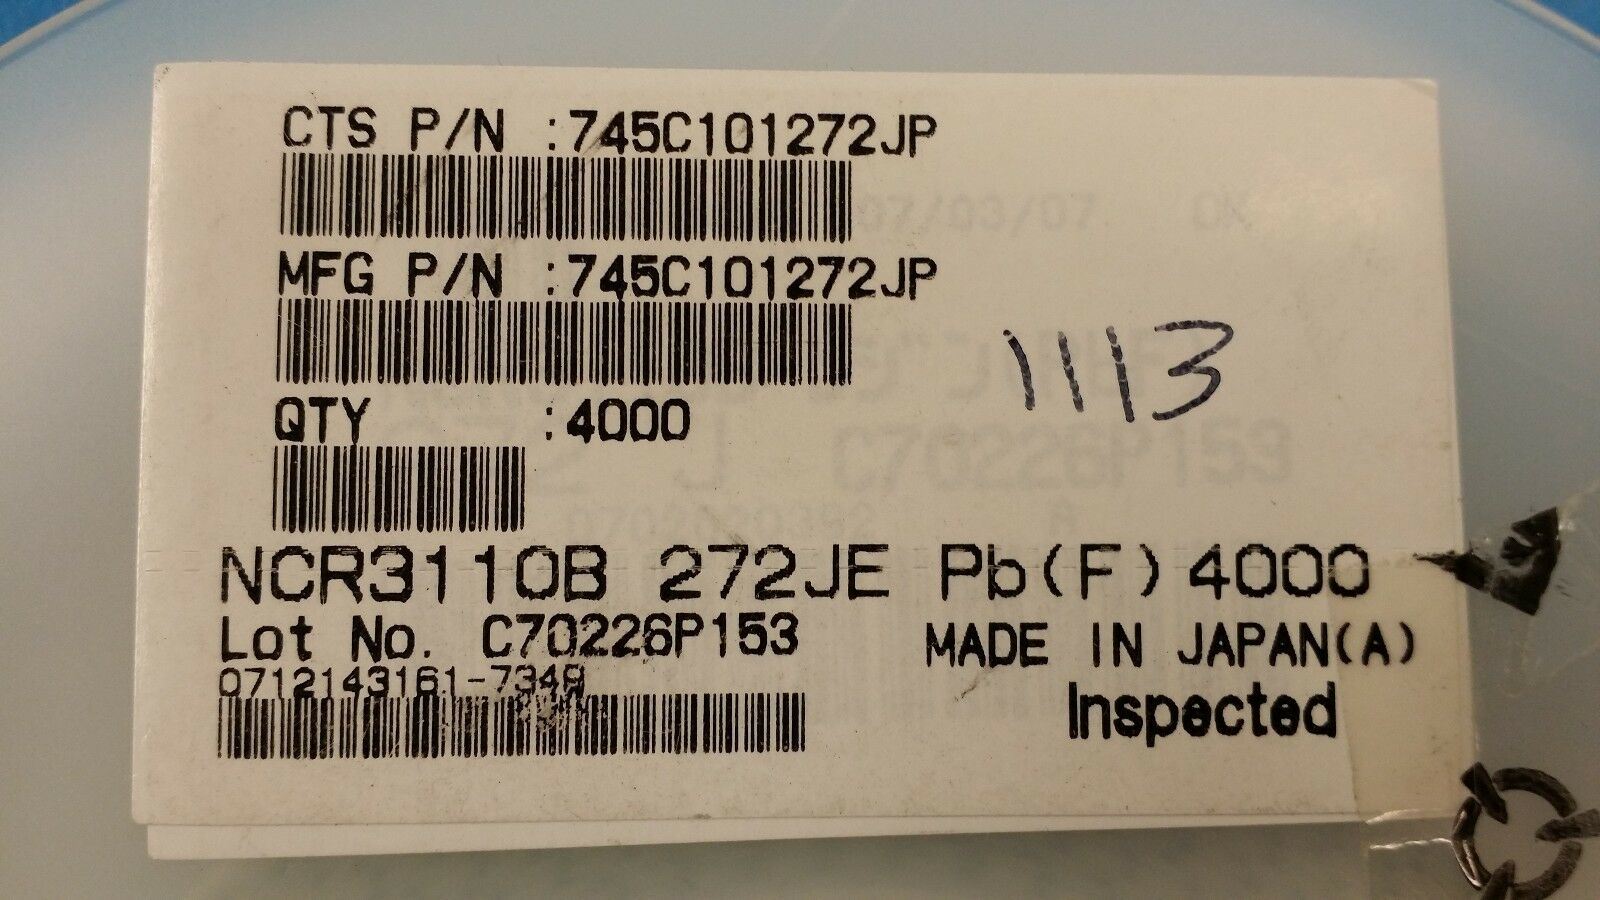 CTS P/N :745C101272JP
07/03/07 OK
MFG P/N :745C101272JP
1113
QTY :4000
J C70226P153
NCR3110B 272JE Pb(F)4000
Lot No. C70226P153
MADE IN JAPAN(A)
0712143161-7349
Inspected